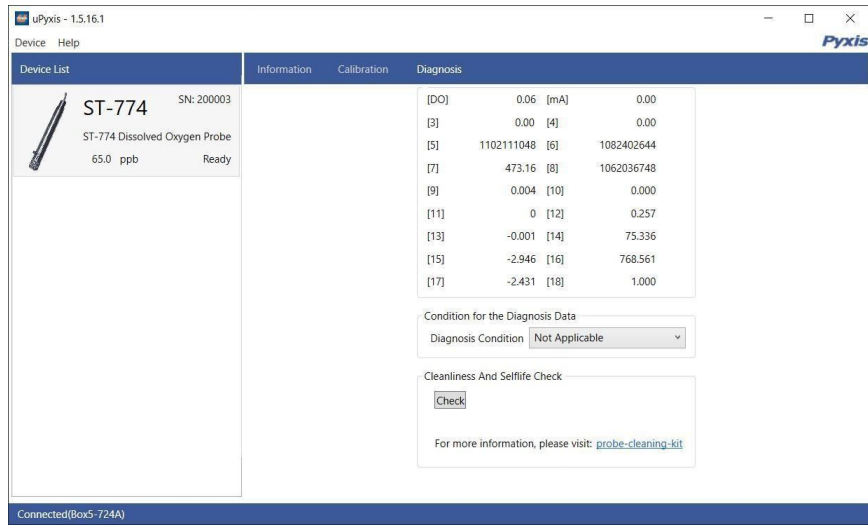 uPyxis - 1.5.16.1
Device Help
Pyxis
Device List
Information Calibration Diagnosis
ST-774
SN: 200003
ST-774 Dissolved Oxygen Probe
65.0 ppb Ready
[DO] 0.06 [mA] 0.00
[3] 0.00 [4] 0.00
[5] 1102111048 [6] 1082402644
[7] 473.16 [8] 1062036748
[9] 0.004 [10] 0.000
[11] 0 [12] 0.257
[13] -0.001 [14] 75.336
[15] -2.946 [16] 768.561
[17] -2.431 [18] 1.000
Condition for the Diagnosis Data
Diagnosis Condition Not Applicable
Cleanliness And Selflife Check
Check
For more information, please visit: probe-cleaning-kit
Connected(Box5-724A)